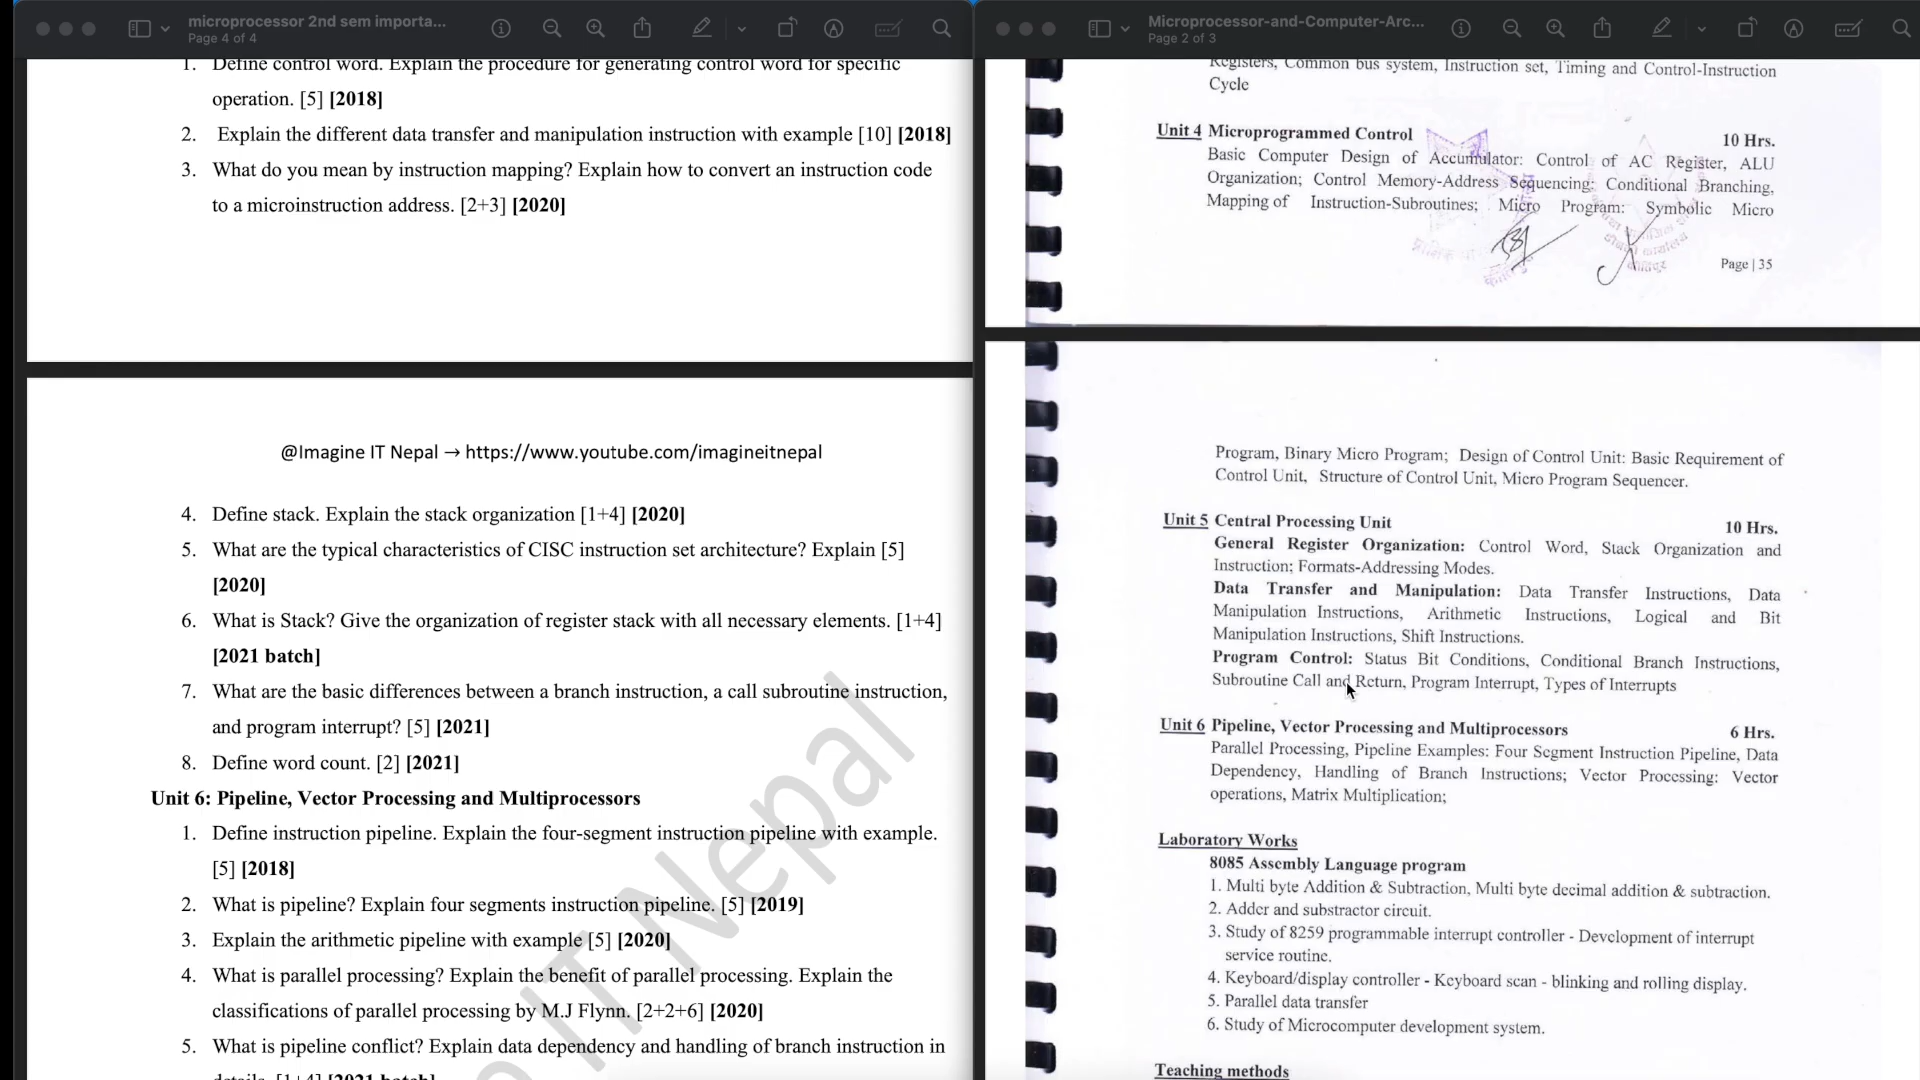 microprocessor 2nd sem importa...
Page 4 of 4
1. Define control word. Explain the procedure for generating control word for specific
operation. [5] [2018]
2. Explain the different data transfer and manipulation instruction with example [10] [2018]
3. What do you mean by instruction mapping? Explain how to convert an instruction code
to a microinstruction address. [2+3] [2020]
@Imagine IT Nepal → https://www.youtube.com/imagineitnepal
4. Define stack. Explain the stack organization [1+4] [2020]
5. What are the typical characteristics of CISC instruction set architecture? Explain [5]
[2020]
6. What is Stack? Give the organization of register stack with all necessary elements. [1+4]
[2021 batch]
7. What are the basic differences between a branch instruction, a call subroutine instruction,
and program interrupt? [5] [2021]
8. Define word count. [2] [2021]
Unit 6: Pipeline, Vector Processing and Multiprocessors
1. Define instruction pipeline. Explain the four-segment instruction pipeline with example.
[5] [2018]
2. What is pipeline? Explain four segments instruction pipeline. [5] [2019]
3. Explain the arithmetic pipeline with example [5] [2020]
4. What is parallel processing? Explain the benefit of parallel processing. Explain the
classifications of parallel processing by M.J Flynn. [2+2+6] [2020]
5. What is pipeline conflict? Explain data dependency and handling of branch instruction in
details. [1+4] [2021 batch]
IT Nepal
Microprocessor-and-Computer-Arc...
Page 2 of 3
Registers, Common bus system, Instruction set, Timing and Control-Instruction
Cycle
Unit 4 Microprogrammed Control 10 Hrs.
Basic Computer Design of Accumulator: Control of AC Register, ALU
Organization; Control Memory-Address Sequencing: Conditional Branching,
Mapping of Instruction-Subroutines; Micro Program: Symbolic Micro
Page | 35
Program, Binary Micro Program; Design of Control Unit: Basic Requirement of
Control Unit, Structure of Control Unit, Micro Program Sequencer.
Unit 5 Central Processing Unit 10 Hrs.
General Register Organization: Control Word, Stack Organization and
Instruction; Formats-Addressing Modes.
Data Transfer and Manipulation: Data Transfer Instructions, Data
Manipulation Instructions, Arithmetic Instructions, Logical and Bit
Manipulation Instructions, Shift Instructions.
Program Control: Status Bit Conditions, Conditional Branch Instructions,
Subroutine Call and Return, Program Interrupt, Types of Interrupts
Unit 6 Pipeline, Vector Processing and Multiprocessors 6 Hrs.
Parallel Processing, Pipeline Examples: Four Segment Instruction Pipeline, Data
Dependency, Handling of Branch Instructions; Vector Processing: Vector
operations, Matrix Multiplication;
Laboratory Works
8085 Assembly Language program
1. Multi byte Addition & Subtraction, Multi byte decimal addition & subtraction.
2. Adder and substractor circuit.
3. Study of 8259 programmable interrupt controller - Development of interrupt
service routine.
4. Keyboard/display controller - Keyboard scan - blinking and rolling display.
5. Parallel data transfer
6. Study of Microcomputer development system.
Teaching methods